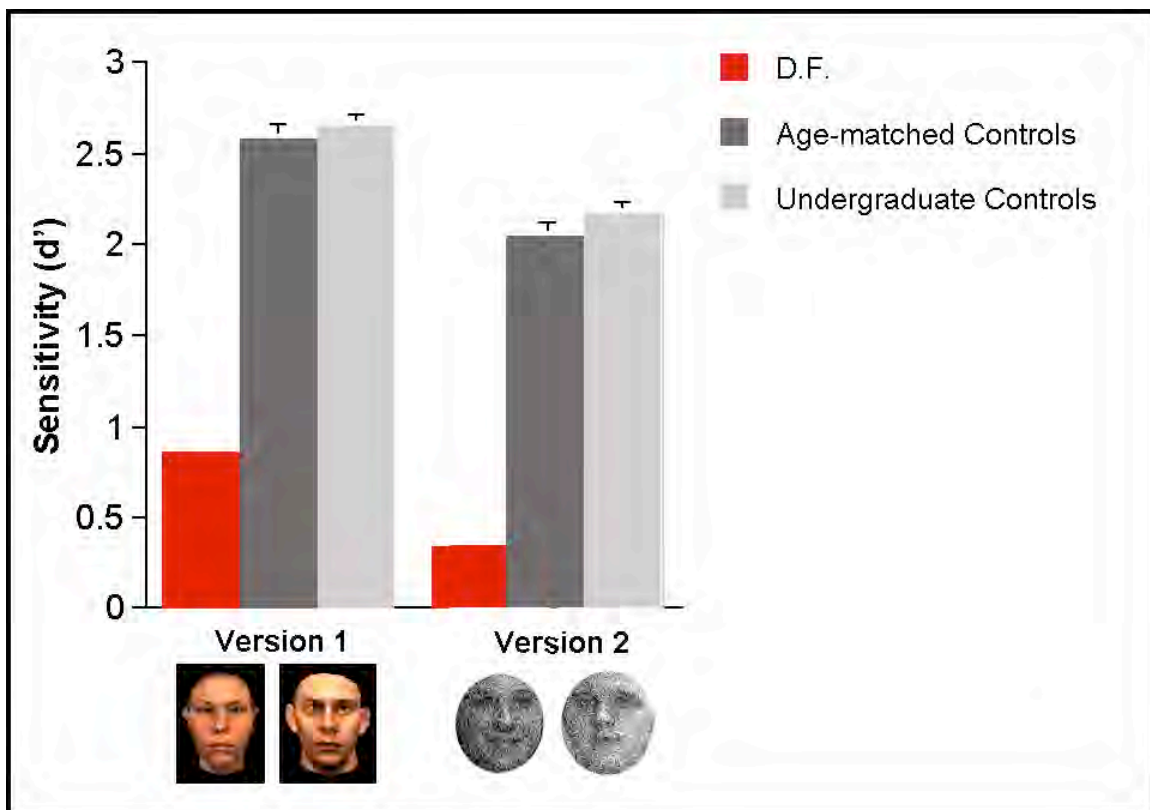 3
2.5
2
1.5
1
0.5
0
Sensitivity (d')
D.F.
Age-matched Controls
Undergraduate Controls
Version 1
Version 2